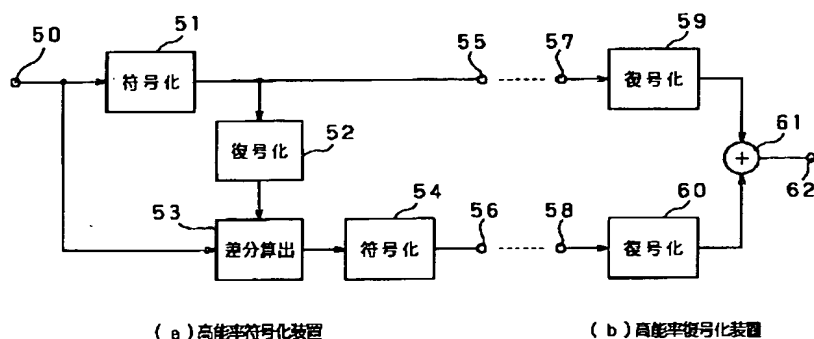 50
51
55
57
59
符号化
復号化
復号化
52
61
+
62
53
54
60
差分算出
符号化
56
58
復号化
(a)高能率符号化装置
(b)高能率復号化装置